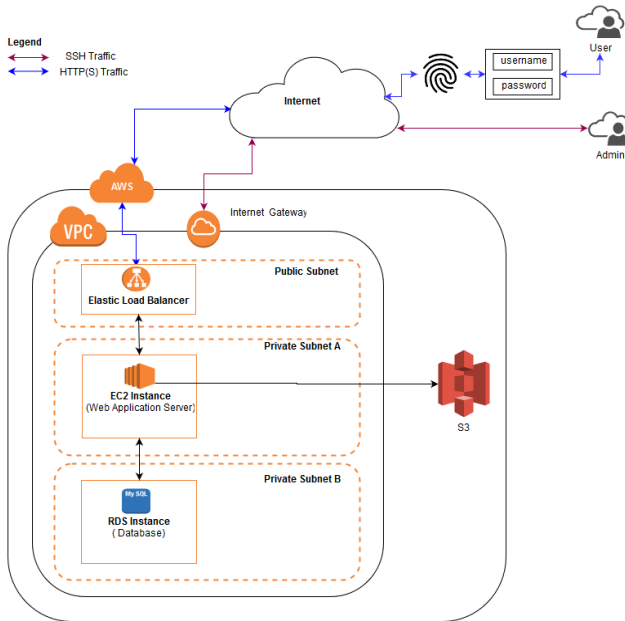 Legend
SSH Traffic
HTTP(S) Traffic
Internet
username
password
User
Admin
AWS
Internet Gateway
VPC
Public Subnet
Elastic Load Balancer
Private Subnet A
EC2 Instance
(Web Application Server)
S3
Private Subnet B
My SQL
RDS Instance
( Database)